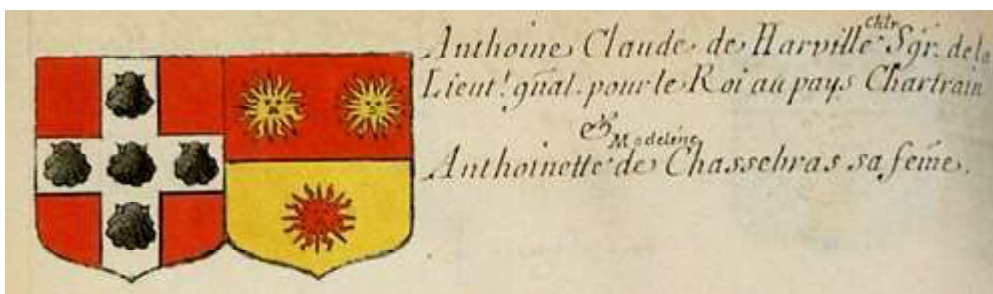 Anthoine Claude de Harville chlr Sgr. de la
Lieut.! gñal. pour le Roi au pays Chartrain
&
Anthoinette Madeleine de Chassebras sa feme.